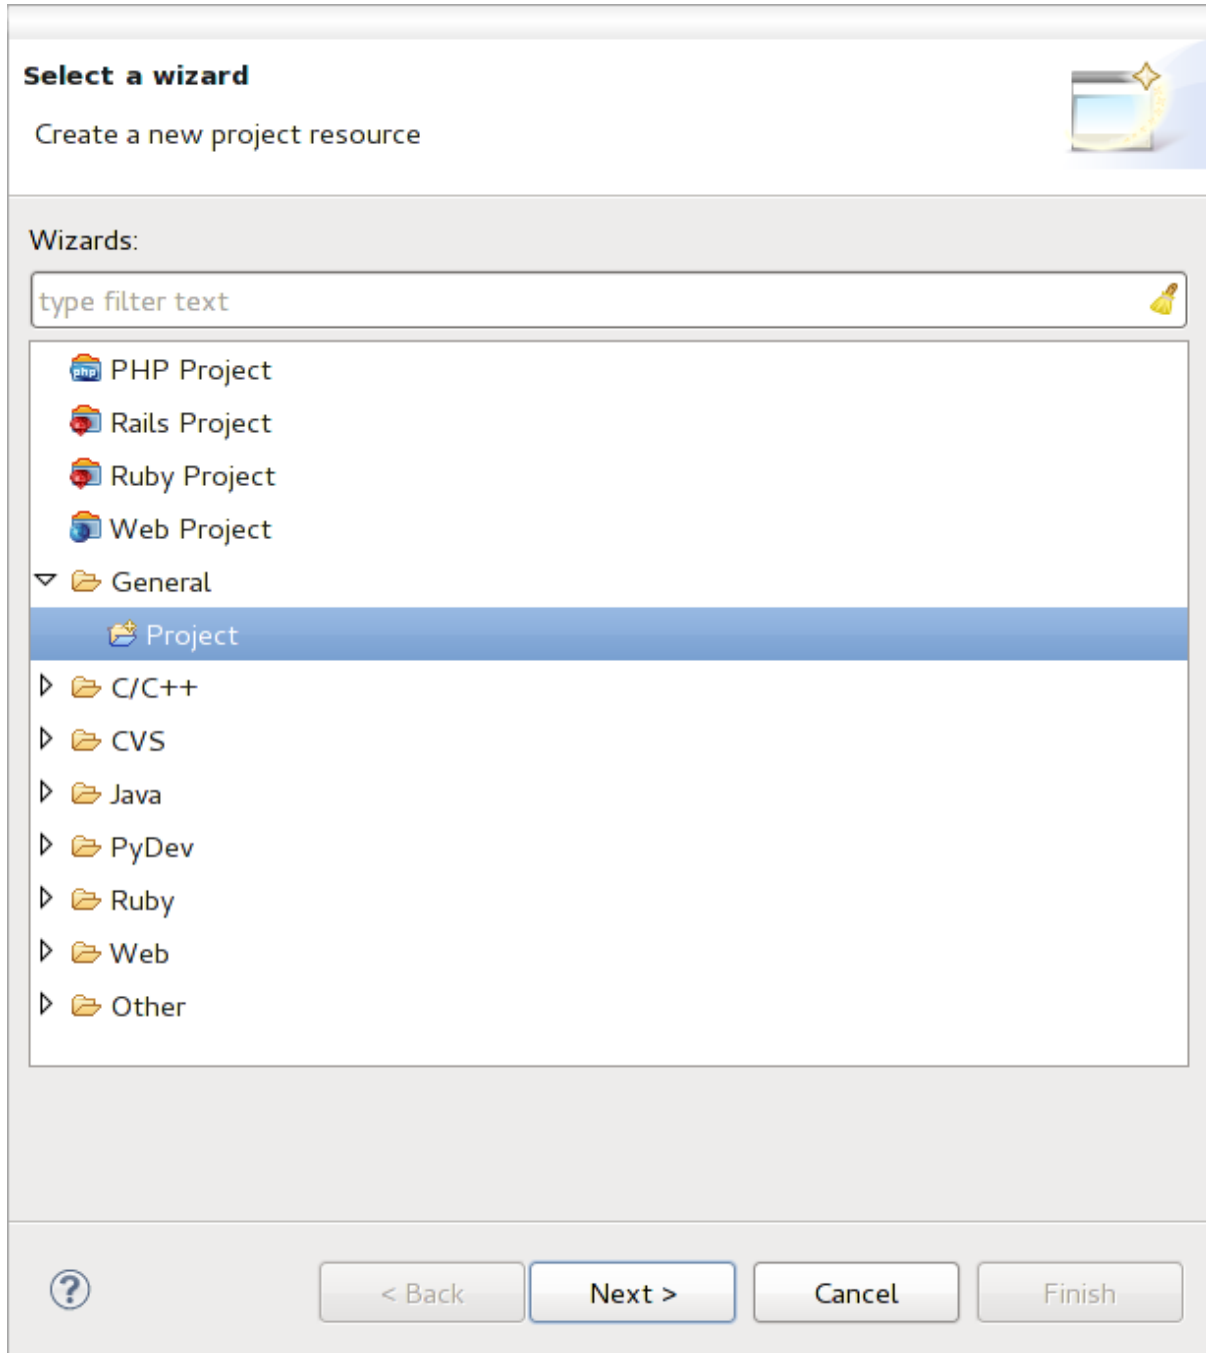 Select a wizard
Create a new project resource
Wizards:
type filter text
php PHP Project
Rails Project
Ruby Project
Web Project
General
Project
C/C++
CVS
Java
PyDev
Ruby
Web
Other
? < Back Next > Cancel Finish